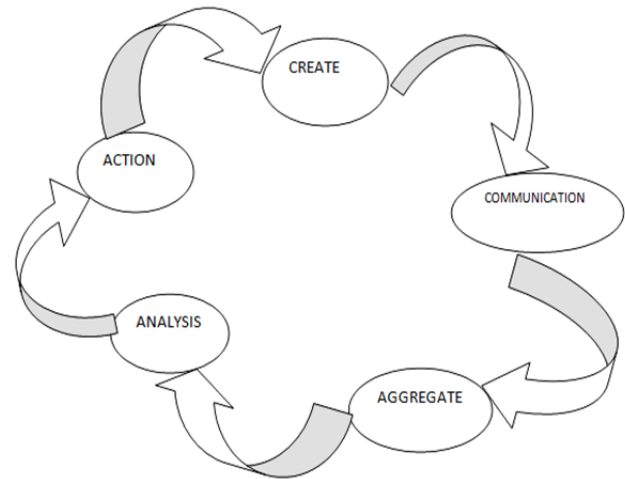 CREATE
COMMUNICATION
AGGREGATE
ANALYSIS
ACTION